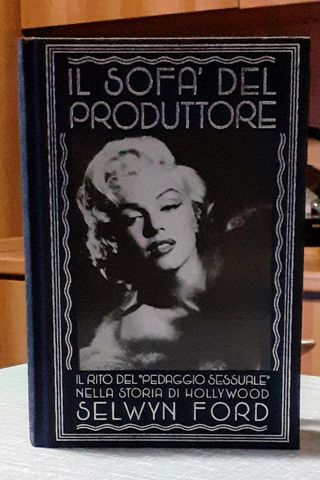 IL SOFA' DEL
PRODUTTORE
IL RITO DEL "PEDAGGIO SESSUALE"
NELLA STORIA DI HOLLYWOOD
SELWYN FORD